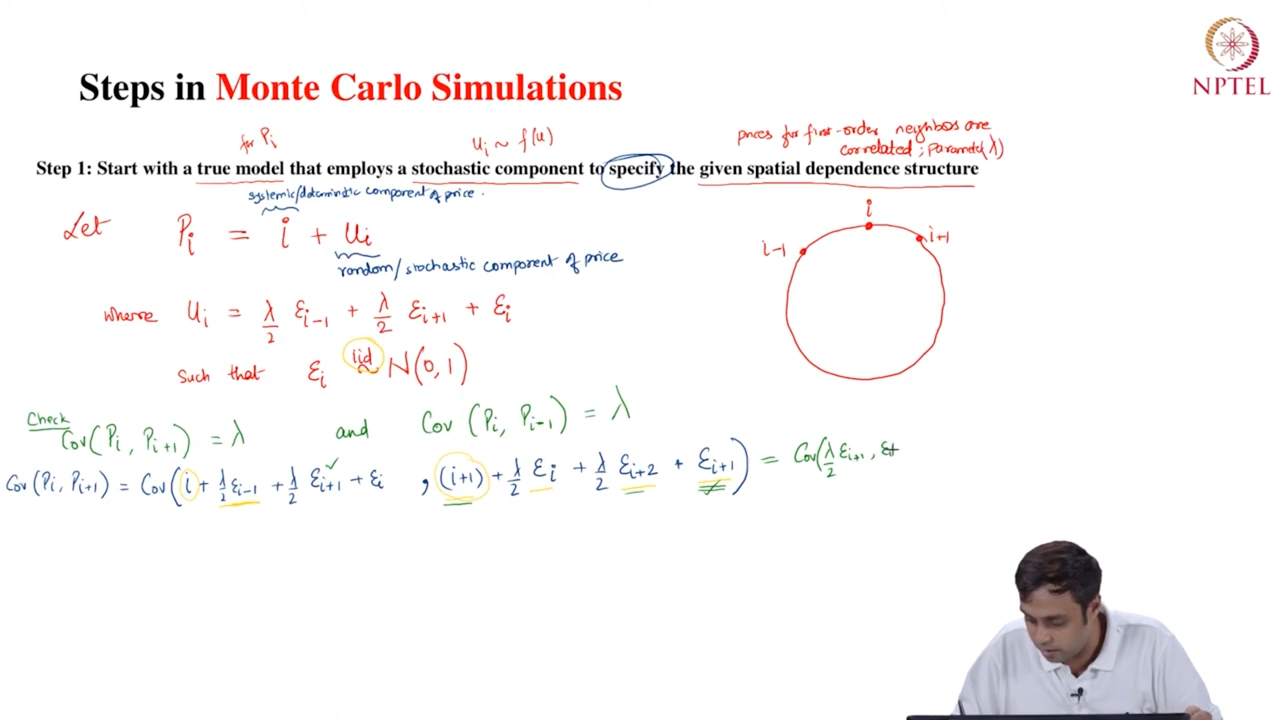 NPTEL
Steps in Monte Carlo Simulations
for Pi
ui ~ f(u)
prices for first-order neighbors are
correlated; parameter(λ)
Step 1: Start with a true model that employs a stochastic component to specify the given spatial dependence structure
systemic/deterministic component of price.
Let Pi = i + ui
random/stochastic component of price
i
i-1
i+1
where ui = λ/2 εi-1 + λ/2 εi+1 + εi
such that εi iid ~ N(0,1)
Check
Cov(Pi, Pi+1) = λ and Cov(Pi, Pi-1) = λ
Cov(Pi, Pi+1) = Cov(i + λ/2 εi-1 + λ/2 εi+1 + εi , (i+1) + λ/2 εi + λ/2 εi+2 + εi+1) = Cov(λ/2 εi+1, ε